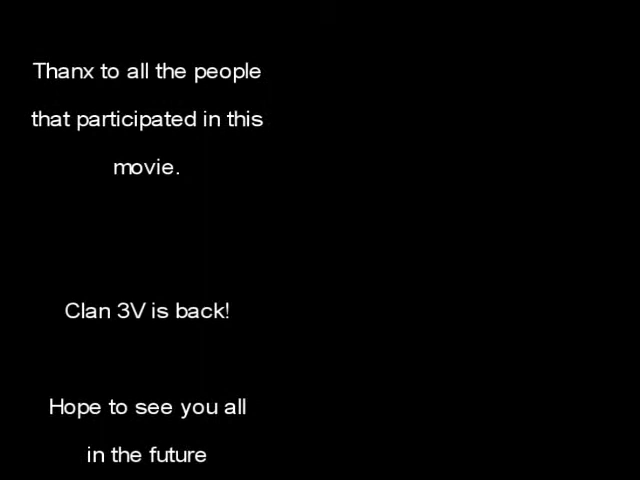 Thanx to all the people
that participated in this
movie.
Clan 3V is back!
Hope to see you all
in the future